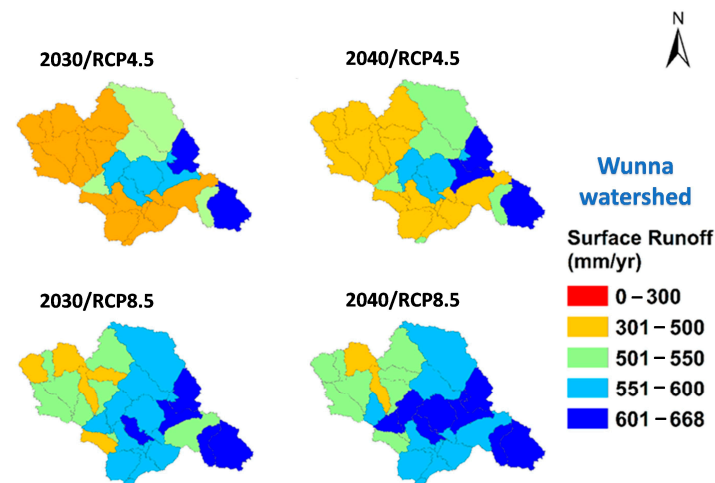 N
2030/RCP4.5
2040/RCP4.5
Wunna
watershed
Surface Runoff
(mm/yr)
0 – 300
301 – 500
501 – 550
551 – 600
601 – 668
2030/RCP8.5
2040/RCP8.5